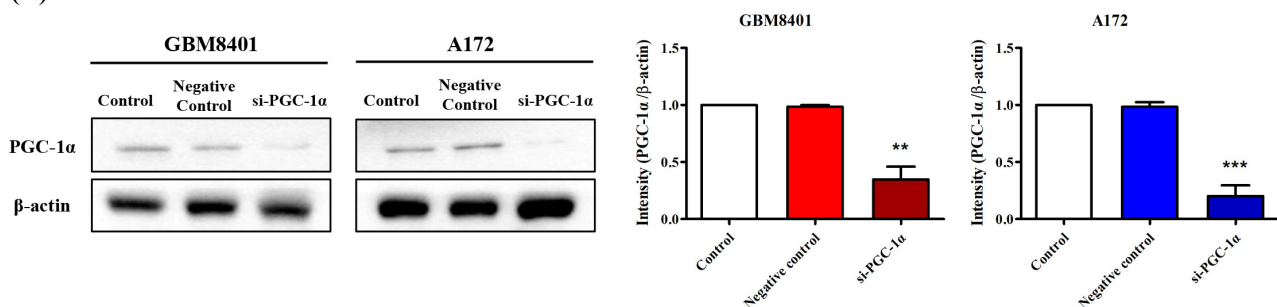 GBM8401
A172
Control
Negative
Control
si-PGC-1α
Control
Negative
Control
si-PGC-1α
PGC-1α
β-actin
GBM8401
Intensity (PGC-1α/β-actin)
1.5
1.0
0.5
0.0
**
Control
Negative control
si-PGC-1α
A172
Intensity (PGC-1α/β-actin)
1.5
1.0
0.5
0.0
***
Control
Negative control
si-PGC-1α